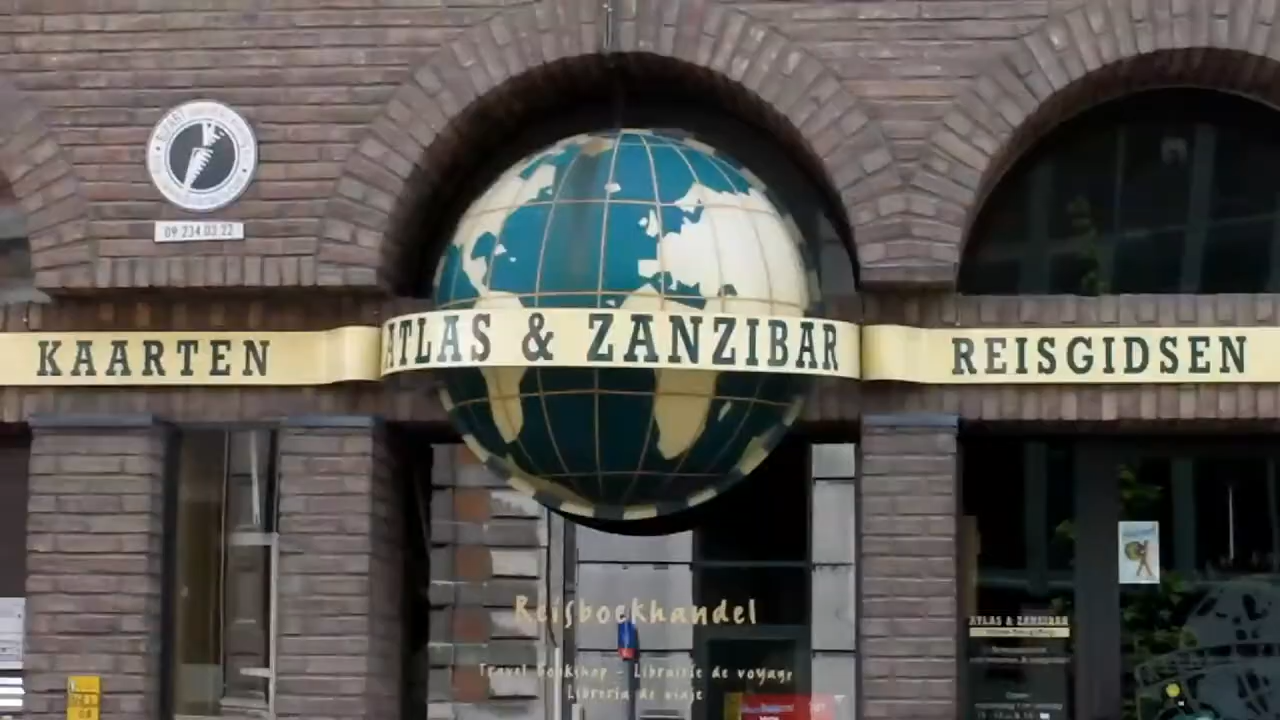 09 234.03.22
KAARTEN
ATLAS & ZANZIBAR
REISGIDSEN
Reisboekhandel
Travel bookshop - Librairie de voyage
Libreria de viaje
ATLAS & ZANZIBAR